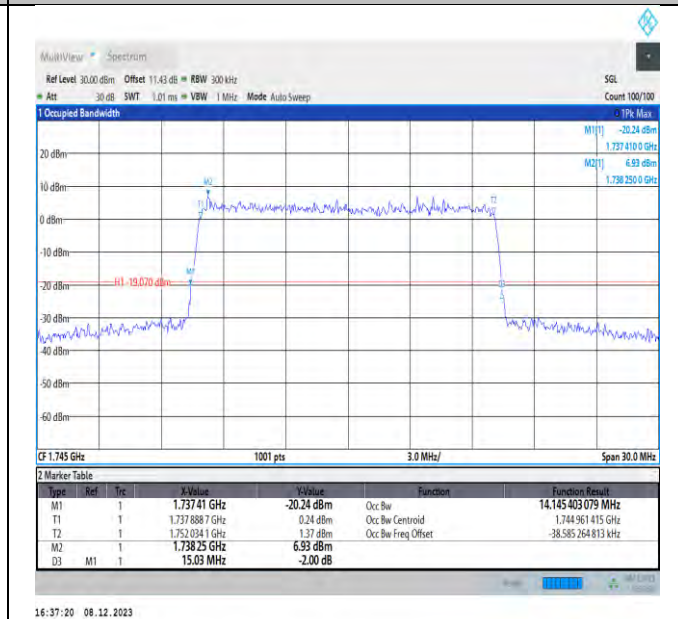 MultiView Spectrum
Ref Level 30.00 dBm Offset 11.43 dB RBW 300 kHz SGL
Att 30 dB SWT 1.01 ms VBW 1 MHz Mode Auto Sweep Count 100/100
1 Occupied Bandwidth 1Pk Max
M1[1] -20.24 dBm
1.737 410 0 GHz
20 dBm
M2[1] 6.93 dBm
1.738 250 0 GHz
10 dBm
M2
T1
T2
0 dBm
-10 dBm
M1
-20 dBm
H1 -19.070 dBm
-30 dBm
-40 dBm
-50 dBm
-60 dBm
CF 1.745 GHz 1001 pts 3.0 MHz/ Span 30.0 MHz
2 Marker Table
Type Ref Trc X-Value Y-Value Function Function Result
M1 1 1.73741 GHz -20.24 dBm Occ Bw 14.145 403 079 MHz
T1 1 1.737 888 7 GHz 0.24 dBm Occ Bw Centroid 1.744 961 415 GHz
T2 1 1.752 034 1 GHz 1.37 dBm Occ Bw Freq Offset -38.585 264 813 kHz
M2 1 1.73825 GHz 6.93 dBm
D3 M1 1 15.03 MHz -2.00 dB
16:37:20 08.12.2023